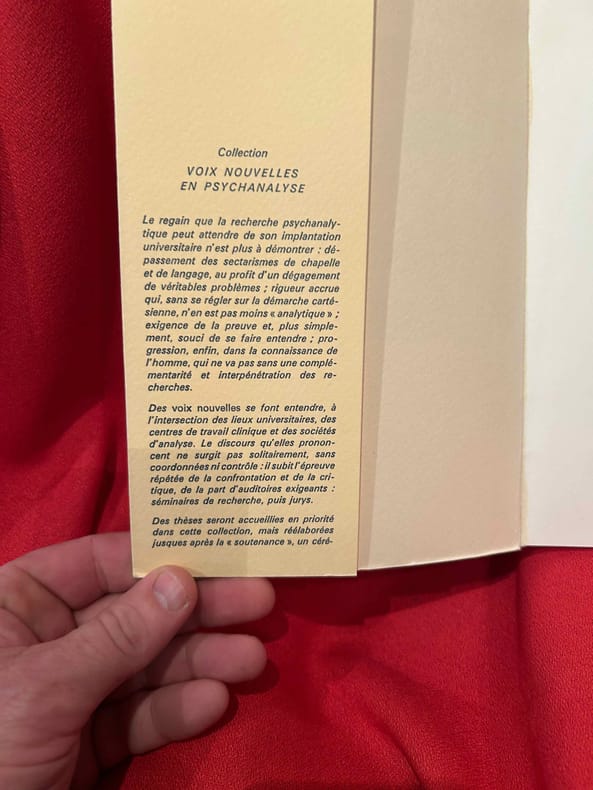 Collection
VOIX NOUVELLES
EN PSYCHANALYSE
Le regain que la recherche psychanaly-
tique peut attendre de son implantation
universitaire n'est plus à démontrer : dé-
passement des sectarismes de chapelle
et de langage, au profit d'un dégagement
de véritables problèmes ; rigueur accrue
qui, sans se régler sur la démarche carté-
sienne, n'en est pas moins « analytique » ;
exigence de la preuve et, plus simple-
ment, souci de se faire entendre ; pro-
gression, enfin, dans la connaissance de
l'homme, qui ne va pas sans une complé-
mentarité et interpénétration des re-
cherches.
Des voix nouvelles se font entendre, à
l'intersection des lieux universitaires, des
centres de travail clinique et des sociétés
d'analyse. Le discours qu'elles pronon-
cent ne surgit pas solitairement, sans
coordonnées ni contrôle : il subit l'épreuve
répétée de la confrontation et de la cri-
tique, de la part d'auditoires exigeants :
séminaires de recherche, puis jurys.
Des thèses seront accueillies en priorité
dans cette collection, mais réélaborées
jusques après la « soutenance », un céré-